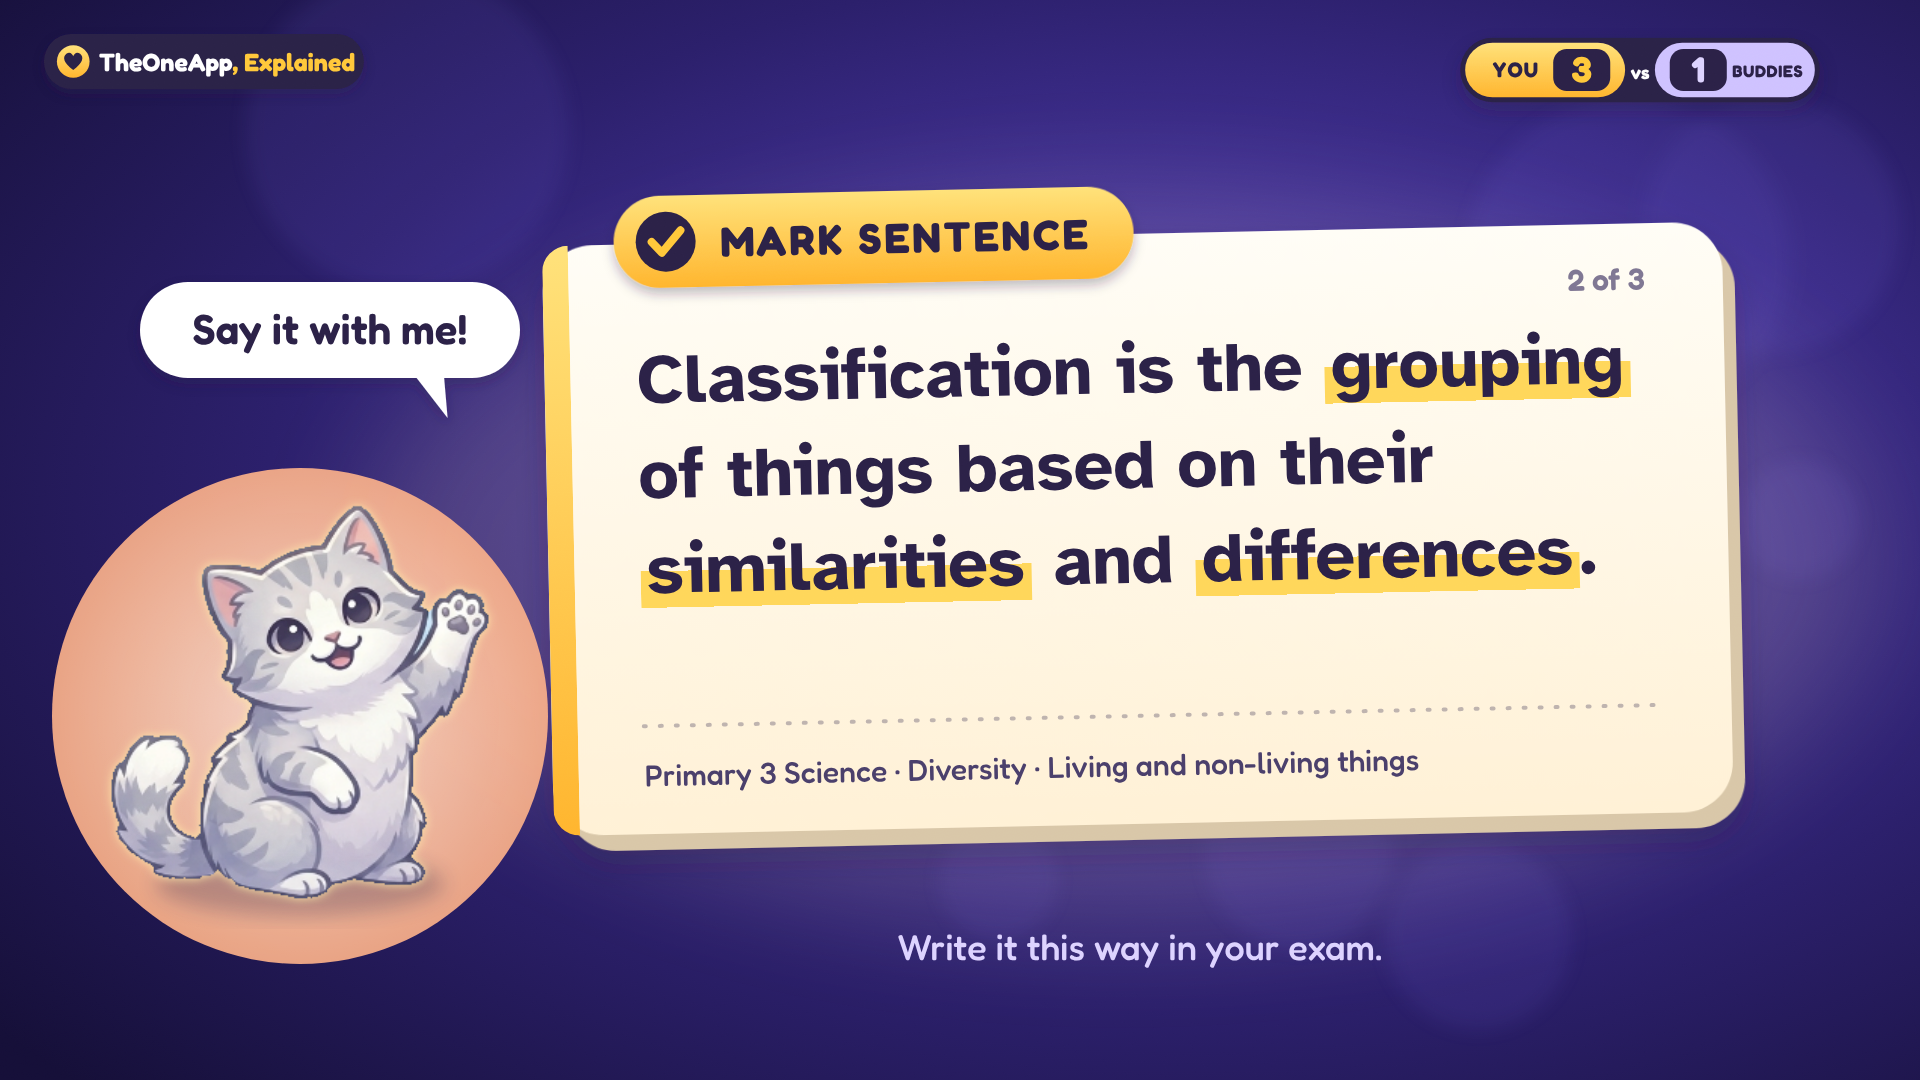 TheOneApp, Explained
YOU 3 vs 1 BUDDIES
MARK SENTENCE
2 of 3
Say it with me!
Classification is the grouping
of things based on their
similarities and differences.
Primary 3 Science · Diversity · Living and non-living things
Write it this way in your exam.